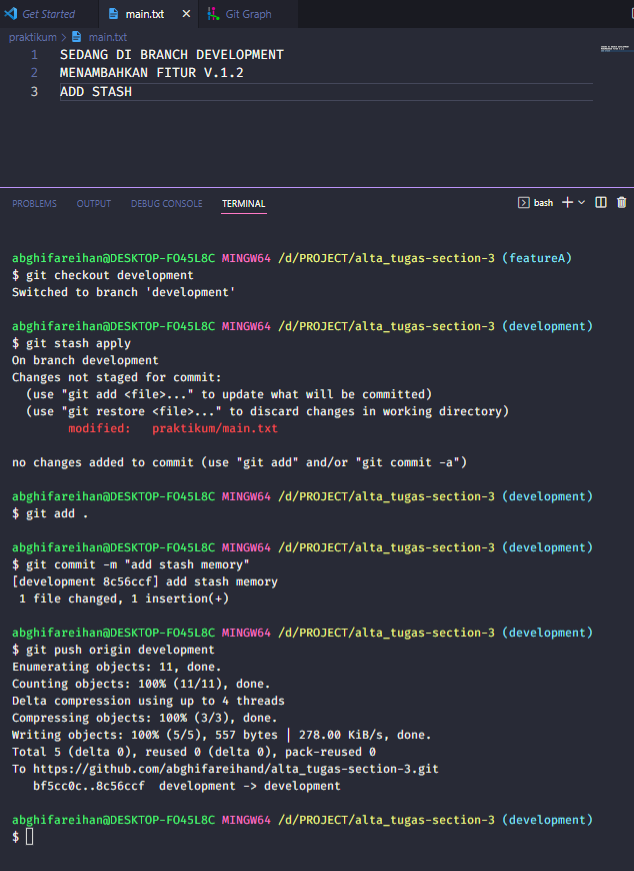 Get Started main.txt Git Graph
praktikum > main.txt
1 SEDANG DI BRANCH DEVELOPMENT
2 MENAMBAHKAN FITUR V.1.2
3 ADD STASH
PROBLEMS OUTPUT DEBUG CONSOLE TERMINAL bash
abghifareihan@DESKTOP-FO45L8C MINGW64 /d/PROJECT/alta_tugas-section-3 (featureA)
$ git checkout development
Switched to branch 'development'
abghifareihan@DESKTOP-FO45L8C MINGW64 /d/PROJECT/alta_tugas-section-3 (development)
$ git stash apply
On branch development
Changes not staged for commit:
  (use "git add <file>..." to update what will be committed)
  (use "git restore <file>..." to discard changes in working directory)
        modified:   praktikum/main.txt
no changes added to commit (use "git add" and/or "git commit -a")
abghifareihan@DESKTOP-FO45L8C MINGW64 /d/PROJECT/alta_tugas-section-3 (development)
$ git add .
abghifareihan@DESKTOP-FO45L8C MINGW64 /d/PROJECT/alta_tugas-section-3 (development)
$ git commit -m "add stash memory"
[development 8c56ccf] add stash memory
 1 file changed, 1 insertion(+)
abghifareihan@DESKTOP-FO45L8C MINGW64 /d/PROJECT/alta_tugas-section-3 (development)
$ git push origin development
Enumerating objects: 11, done.
Counting objects: 100% (11/11), done.
Delta compression using up to 4 threads
Compressing objects: 100% (3/3), done.
Writing objects: 100% (5/5), 557 bytes | 278.00 KiB/s, done.
Total 5 (delta 0), reused 0 (delta 0), pack-reused 0
To https://github.com/abghifareihand/alta_tugas-section-3.git
   bf5cc0c..8c56ccf  development -> development
abghifareihan@DESKTOP-FO45L8C MINGW64 /d/PROJECT/alta_tugas-section-3 (development)
$